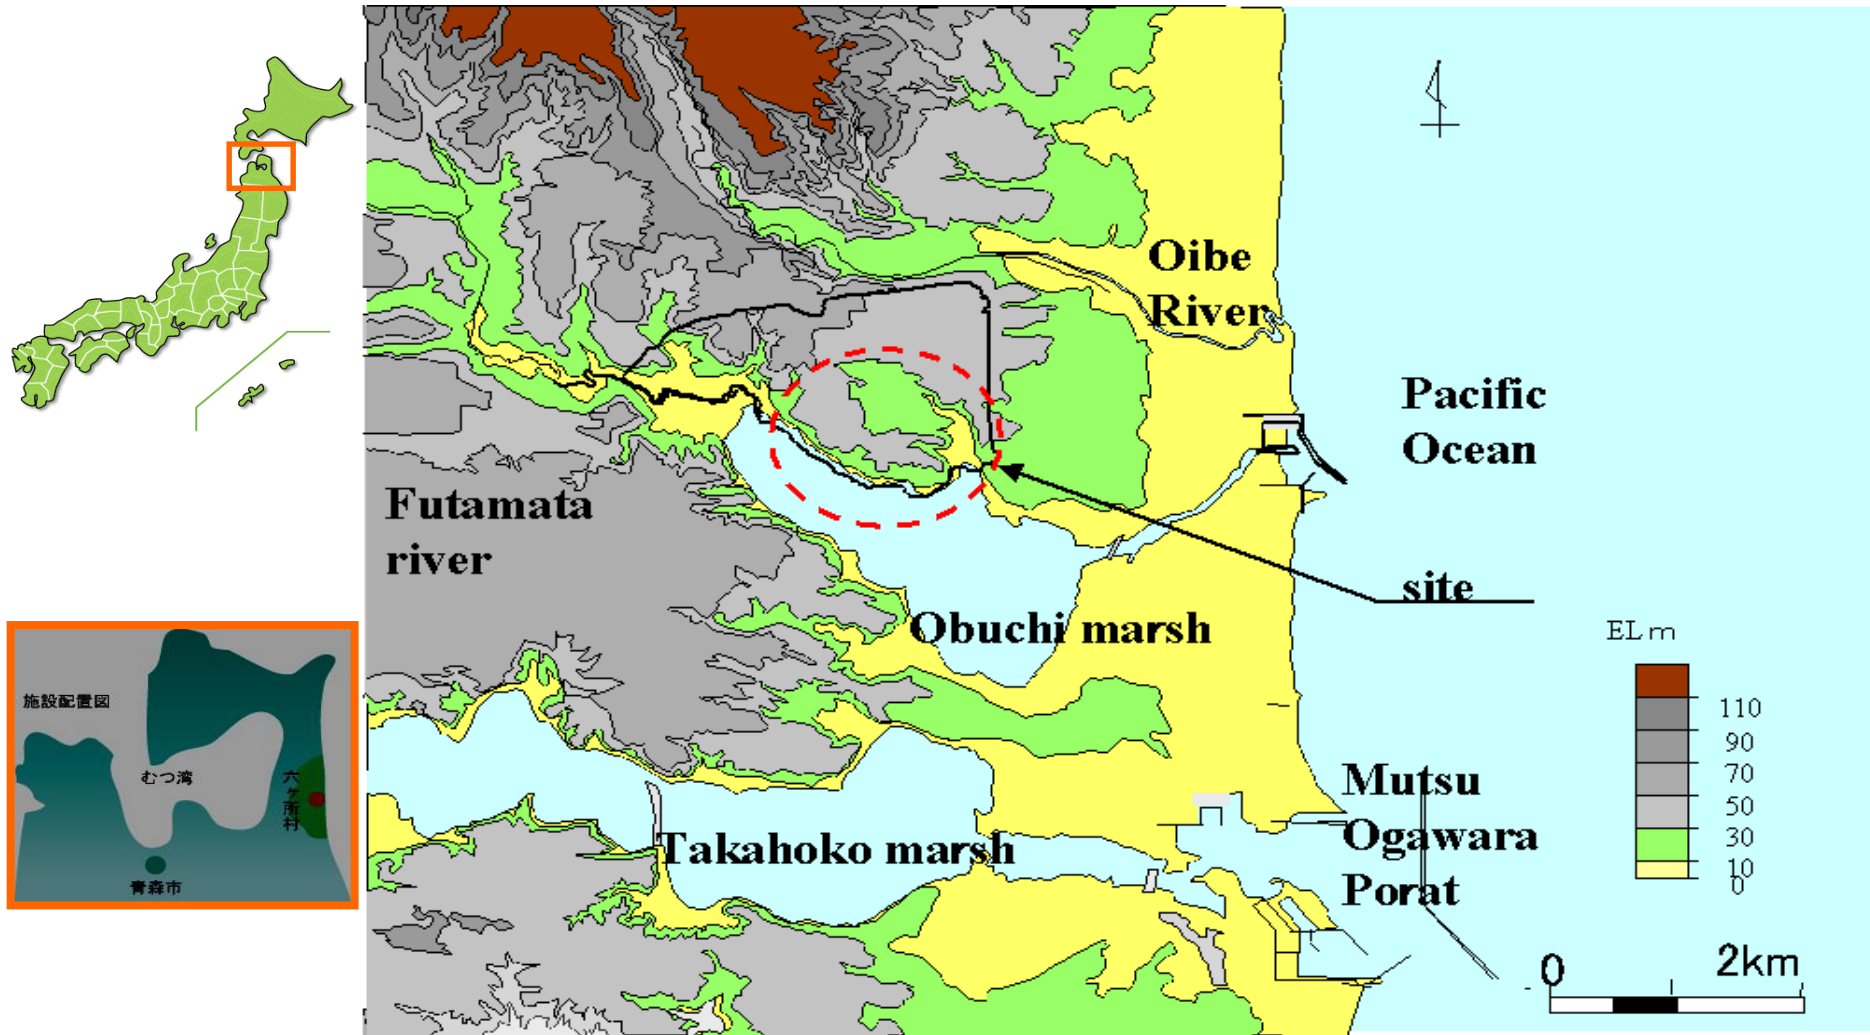 Oibe
River
Pacific
Ocean
Futamata
river
site
Obuchi marsh
EL m
110
90
70
50
30
10
0
施設配置図
むつ湾
六ヶ所村
青森市
Mutsu
Ogawara
Porat
Takahoko marsh
0 2km